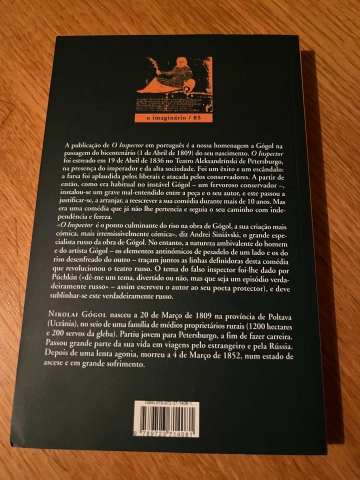 o imaginário / 85
A publicação de O Inspector em português é a nossa homenagem a Gógol na
passagem do bicentenário (1 de Abril de 1809) do seu nascimento. O Inspector
foi estreado em 19 de Abril de 1836 no Teatro Aleksandrínski de Petersburgo,
na presença do imperador e da alta sociedade. Foi um êxito e um escândalo:
a farsa foi aplaudida pelos liberais e atacada pelos conservadores. A partir de
então, como era habitual no instável Gógol – um fervoroso conservador –,
instalou-se um grave mal-entendido entre a peça e o seu autor, e este passou a
justificar-se, a arranjar, a reescrever a sua comédia durante mais de 10 anos. Mas
era uma comédia que já não lhe pertencia e seguia o seu caminho com inde-
pendência e fereza.
«O Inspector é o ponto culminante do riso na obra de Gógol, a sua criação mais
cómica, mais irremissivelmente cómica», diz Andrei Siniávski, o grande espe-
cialista russo da obra de Gógol. No entanto, a natureza ambivalente do homem
e do artista Gógol – os elementos antinómicos de pesadelo de um lado e os do
riso desenfreado do outro – traçam juntos as linhas definidoras desta comédia
que revolucionou o teatro russo. O tema do falso inspector foi-lhe dado por
Púchkin («dê-me um tema, divertido ou não, mas que seja um episódio verda-
deiramente russo» – assim escreveu o autor ao seu poeta protector), e deve
sublinhar-se este verdadeiramente russo.
NIKOLAI GÓGOL nasceu a 20 de Março de 1809 na província de Poltava
(Ucrânia), no seio de uma família de médios proprietários rurais (1200 hectares
e 200 servos da gleba). Partiu jovem para Petersburgo, a fim de fazer carreira.
Passou grande parte da sua vida em viagens pelo estrangeiro e pela Rússia.
Depois de uma lenta agonia, morreu a 4 de Março de 1852, num estado de
ascese e em grande sofrimento.